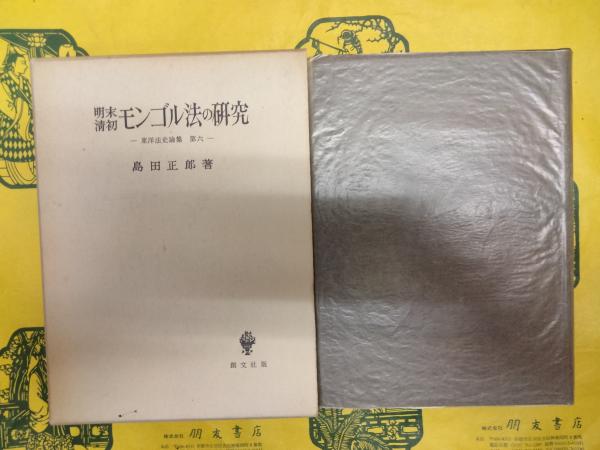 明末
清初 モンゴル法の研究
― 東洋法史論集 第六 ―
島田正郎著
創文社版
株式会社 朋友書店
株式会社 朋友書店